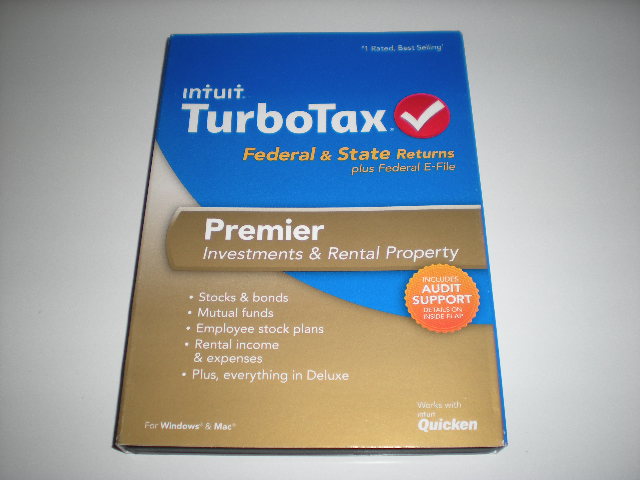 #1 Rated, Best Selling*
intuit
TurboTax®
Federal & State Returns
plus Federal E-File
Premier
Investments & Rental Property
INCLUDES
AUDIT
SUPPORT
DETAILS ON
INSIDE FLAP
• Stocks & bonds
• Mutual funds
• Employee stock plans
• Rental income
& expenses
• Plus, everything in Deluxe
Works with
intuit
Quicken
For Windows® & Mac®